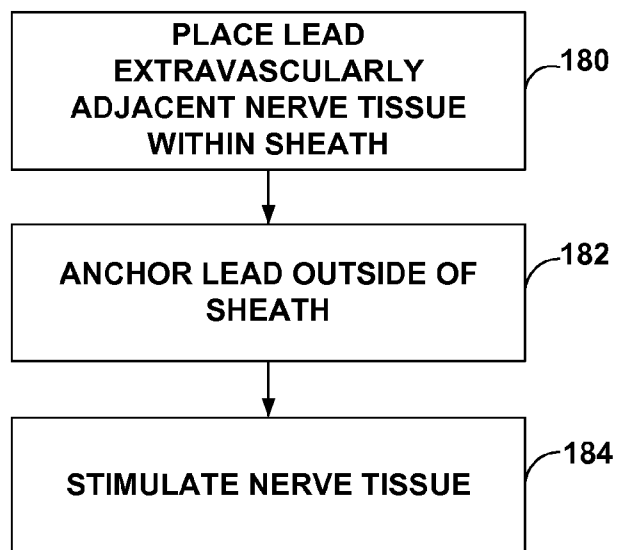 PLACE LEAD
EXTRAVASCULARLY
ADJACENT NERVE TISSUE
WITHIN SHEATH
180
ANCHOR LEAD OUTSIDE OF
SHEATH
182
STIMULATE NERVE TISSUE
184